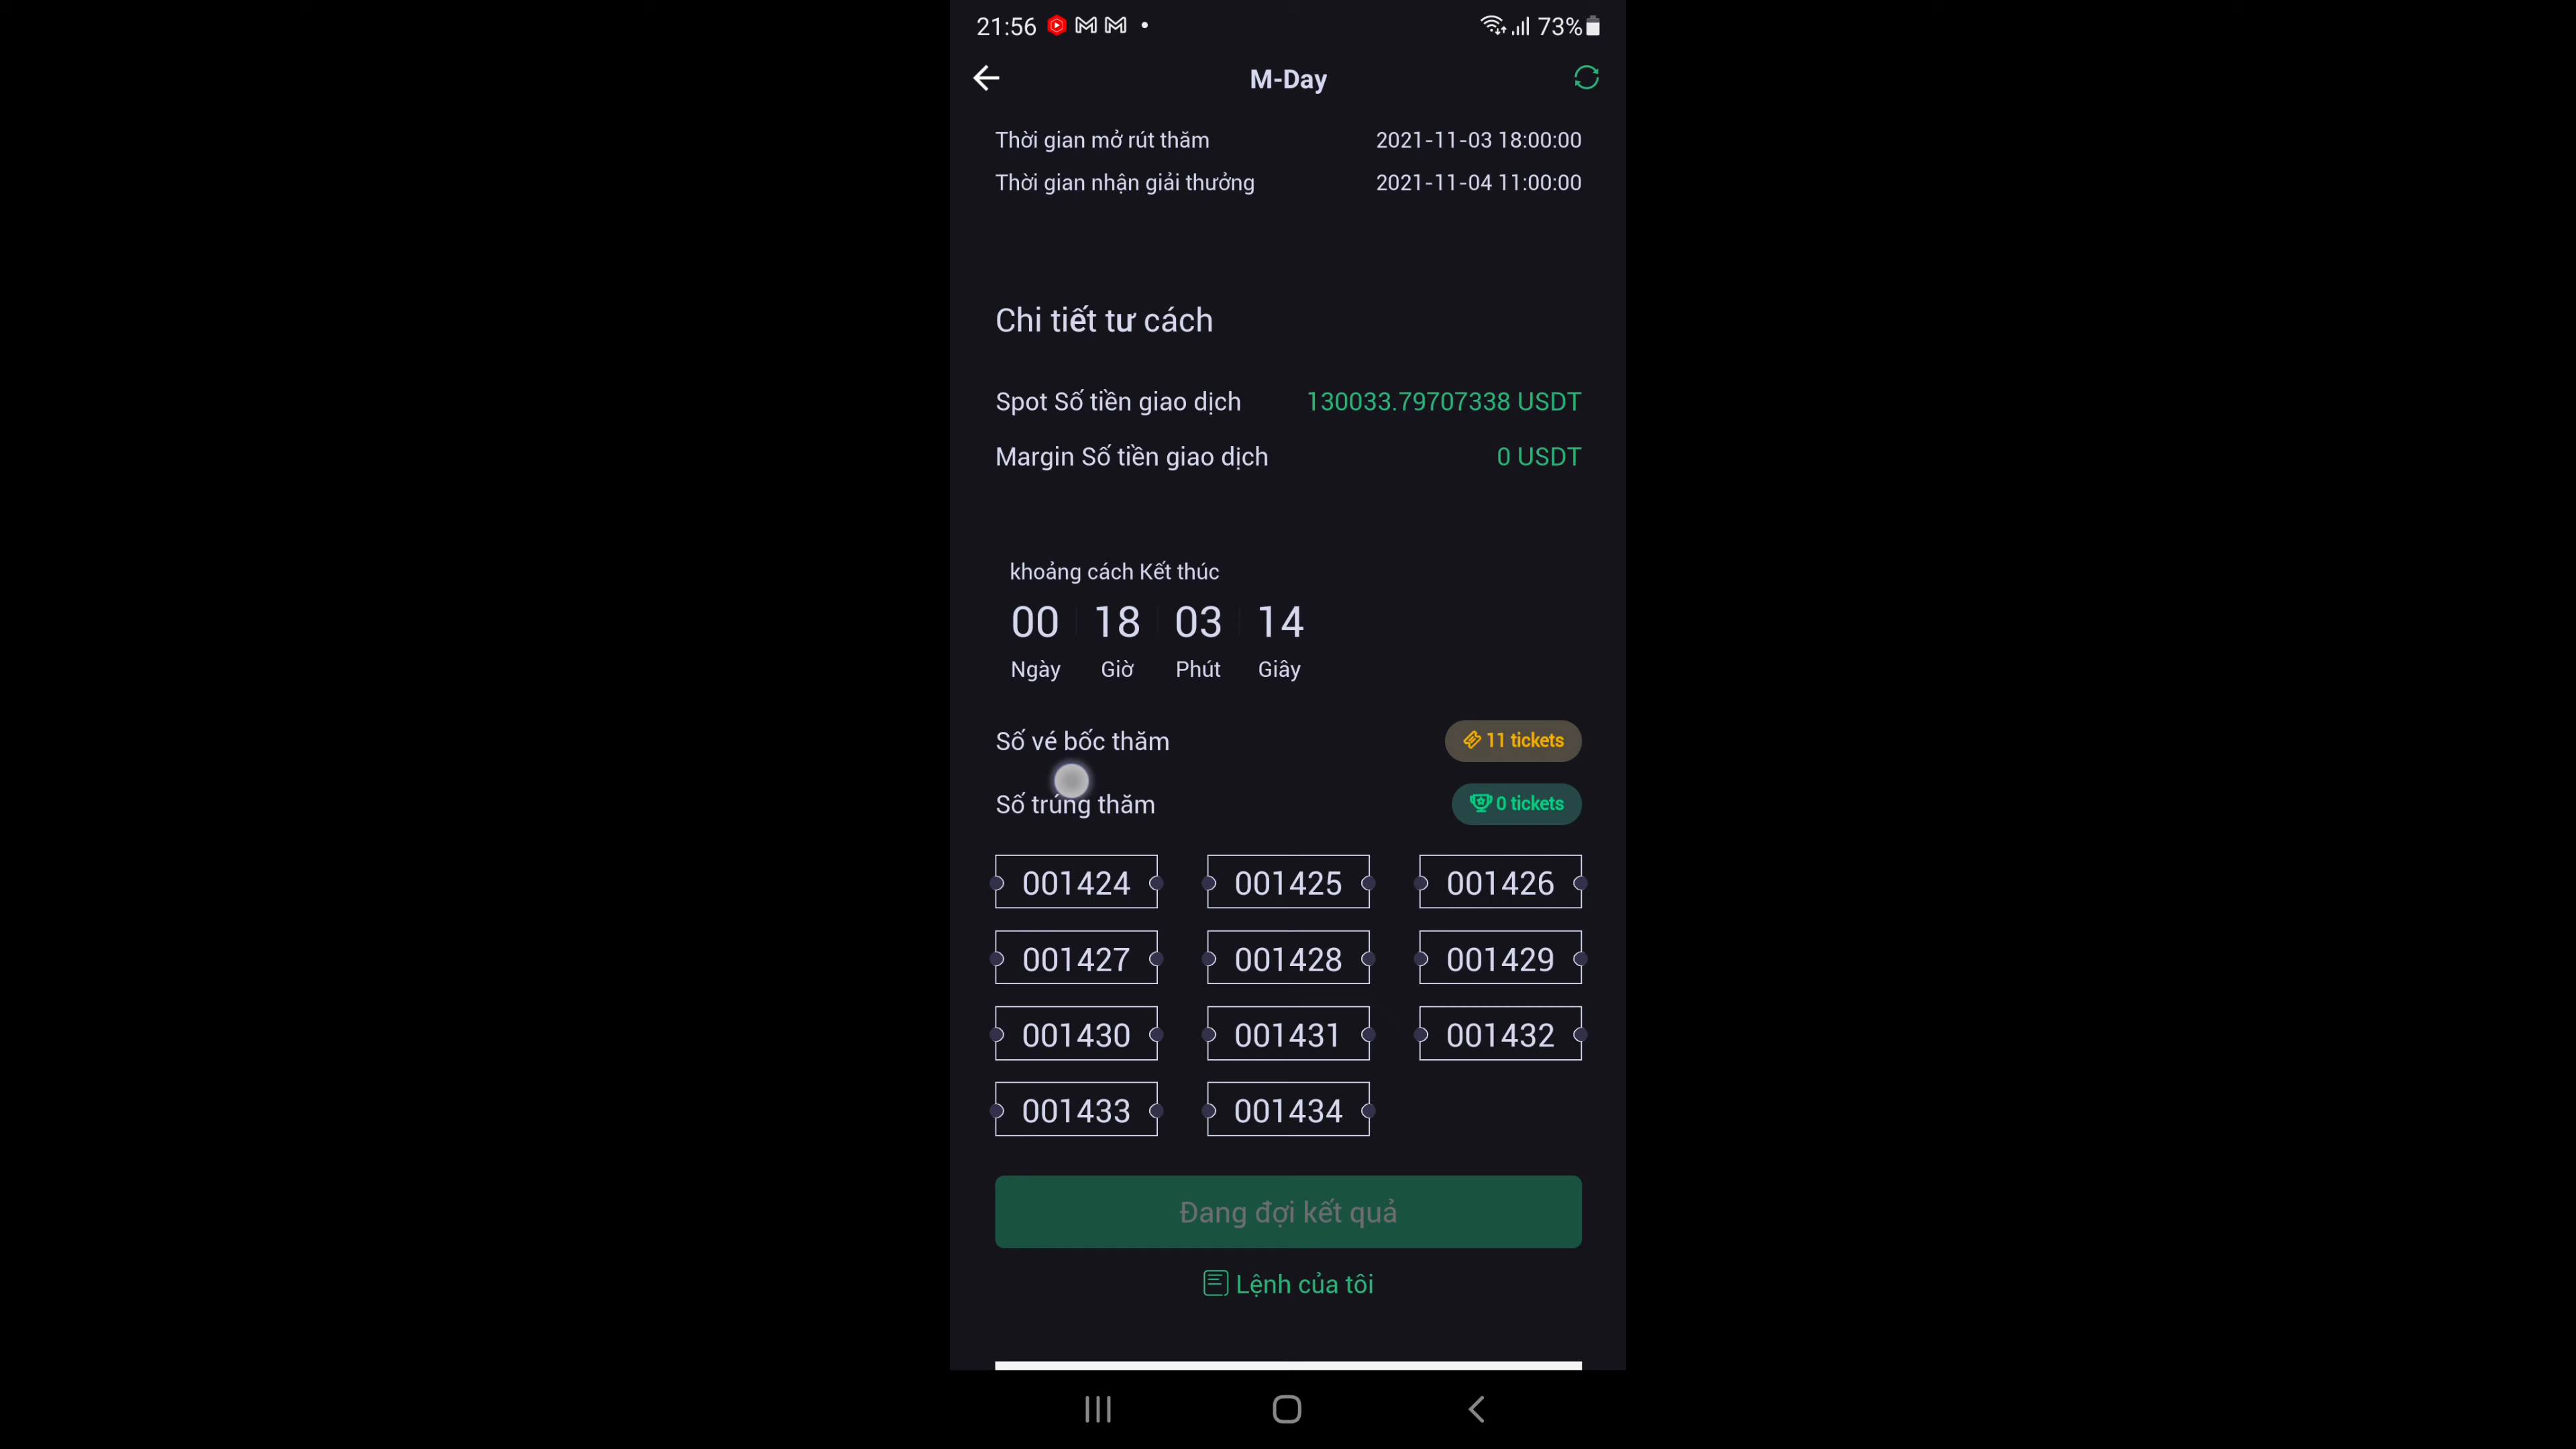 21:56 73%
M-Day
Thời gian mở rút thăm 2021-11-03 18:00:00
Thời gian nhận giải thưởng 2021-11-04 11:00:00
Chi tiết tư cách
Spot Số tiền giao dịch 130033.79707338 USDT
Margin Số tiền giao dịch 0 USDT
khoảng cách Kết thúc
00 18 03 14
Ngày Giờ Phút Giây
Số vé bốc thăm 11 tickets
Số trúng thăm 0 tickets
001424 001425 001426
001427 001428 001429
001430 001431 001432
001433 001434
Đang đợi kết quả
Lệnh của tôi